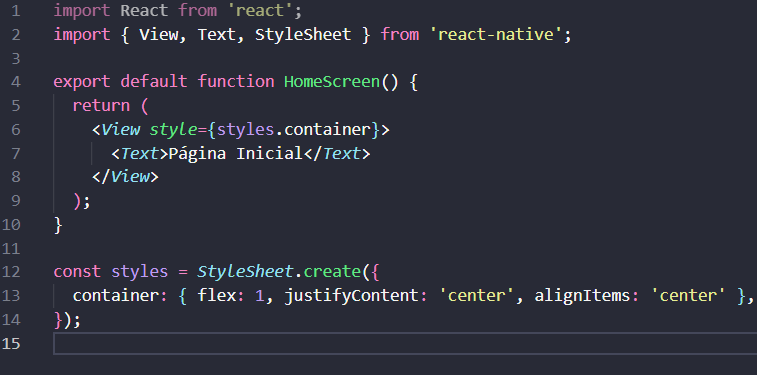 1 import React from 'react';
2 import { View, Text, StyleSheet } from 'react-native';
3
4 export default function HomeScreen() {
5   return (
6     <View style={styles.container}>
7       <Text>Página Inicial</Text>
8     </View>
9   );
10 }
11
12 const styles = StyleSheet.create({
13   container: { flex: 1, justifyContent: 'center', alignItems: 'center' },
14 });
15